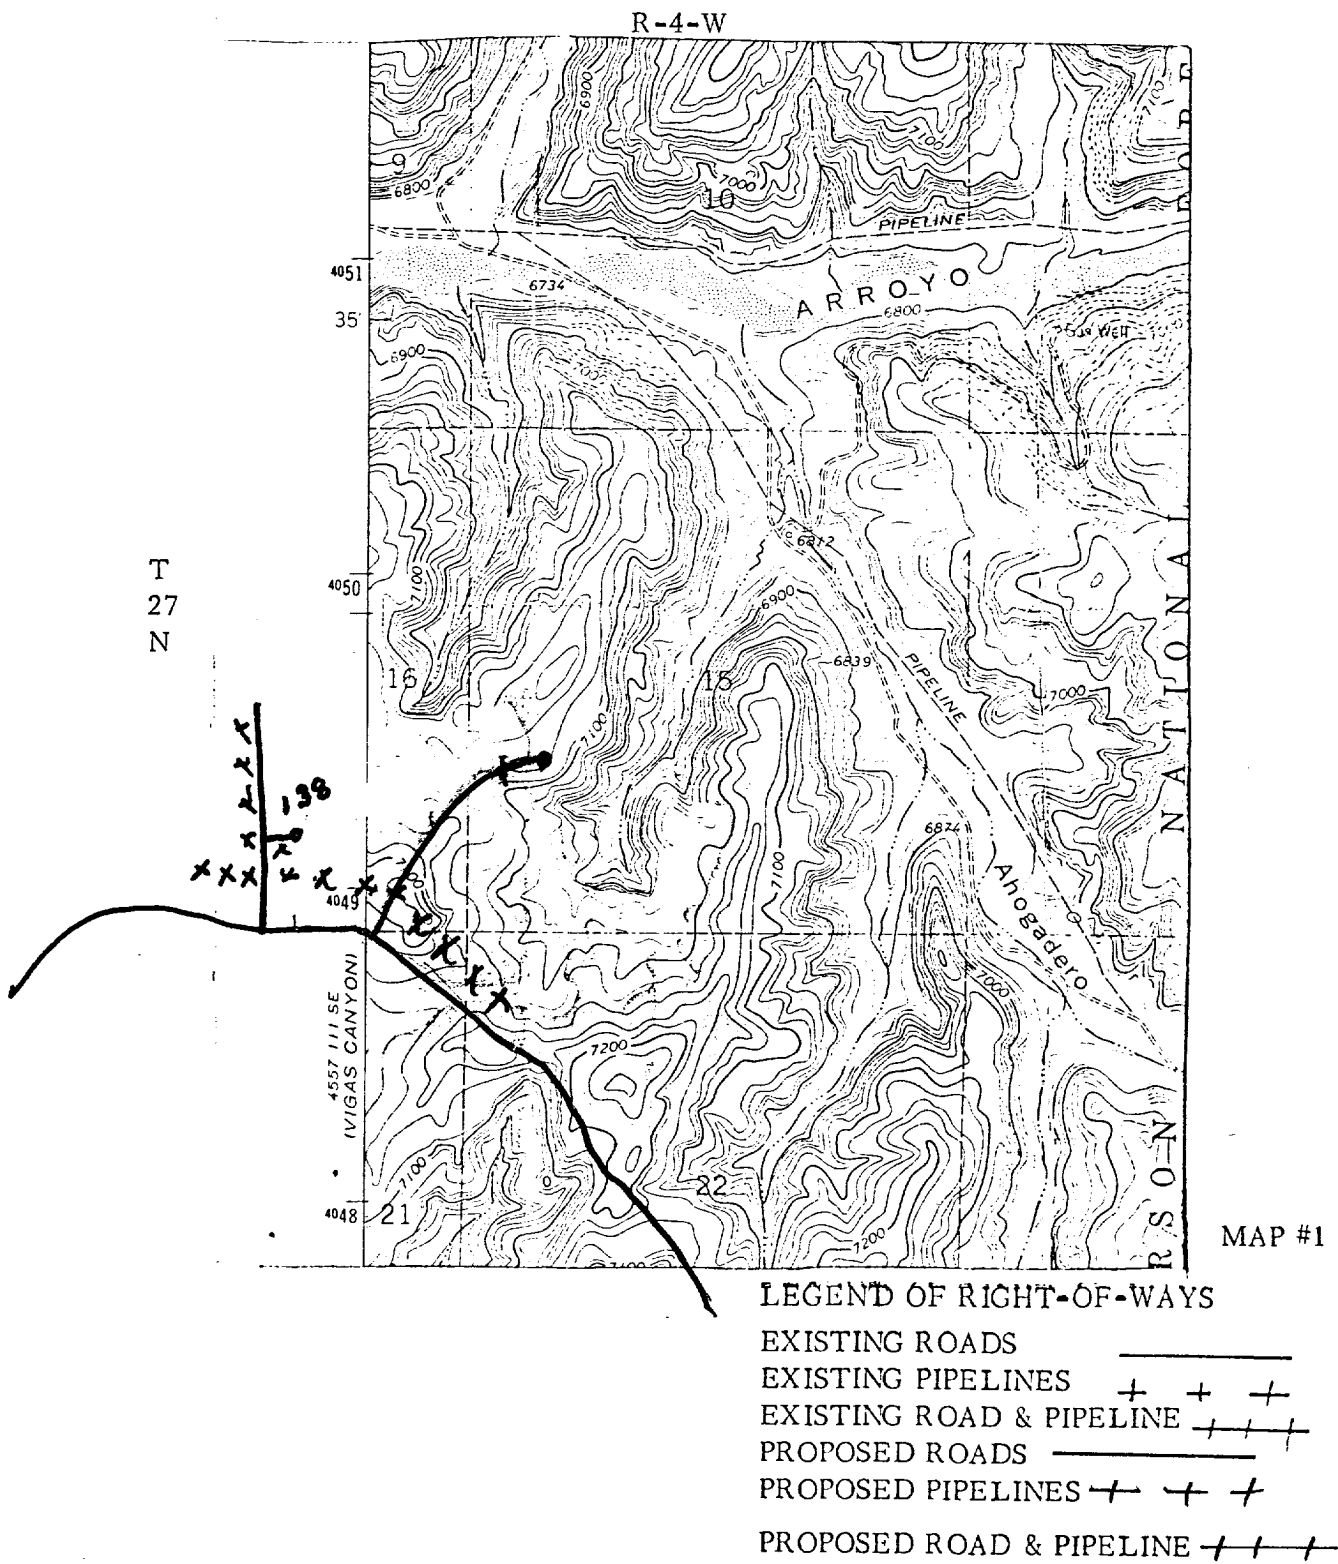 R-4-W
6900
7100
7100
9
6800
7000
10
PIPELINE
4051
6734
ARROYO
6800
35'
Gas Well
6900
6812
T
27
N
4050
7100
6900
16
15
6839
PIPELINE
7000
7100
NATIONAL
138
6874
7100
4049
Ahogadero
7000
4557 III SE
(VIGAS CANYON)
7200
7100
22
4048
21
7200
RSON
MAP #1
LEGEND OF RIGHT-OF-WAYS
EXISTING ROADS
EXISTING PIPELINES
EXISTING ROAD & PIPELINE
PROPOSED ROADS
PROPOSED PIPELINES
PROPOSED ROAD & PIPELINE